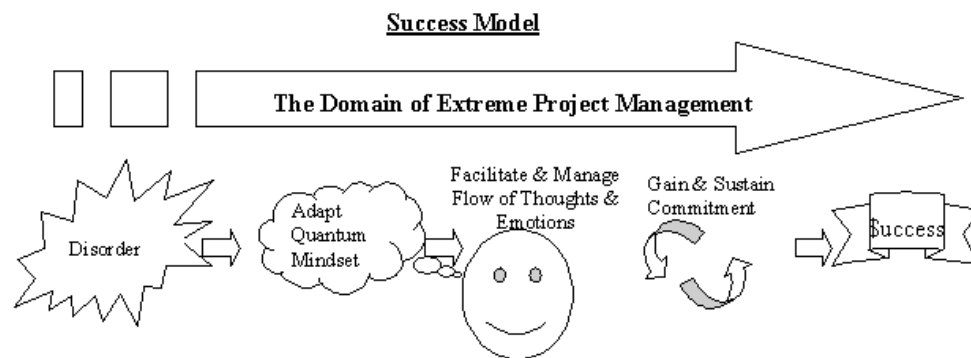 Success Model
The Domain of Extreme Project Management
Disorder
Adapt
Quantum
Mindset
Facilitate & Manage
Flow of Thoughts &
Emotions
Gain & Sustain
Commitment
$uccess